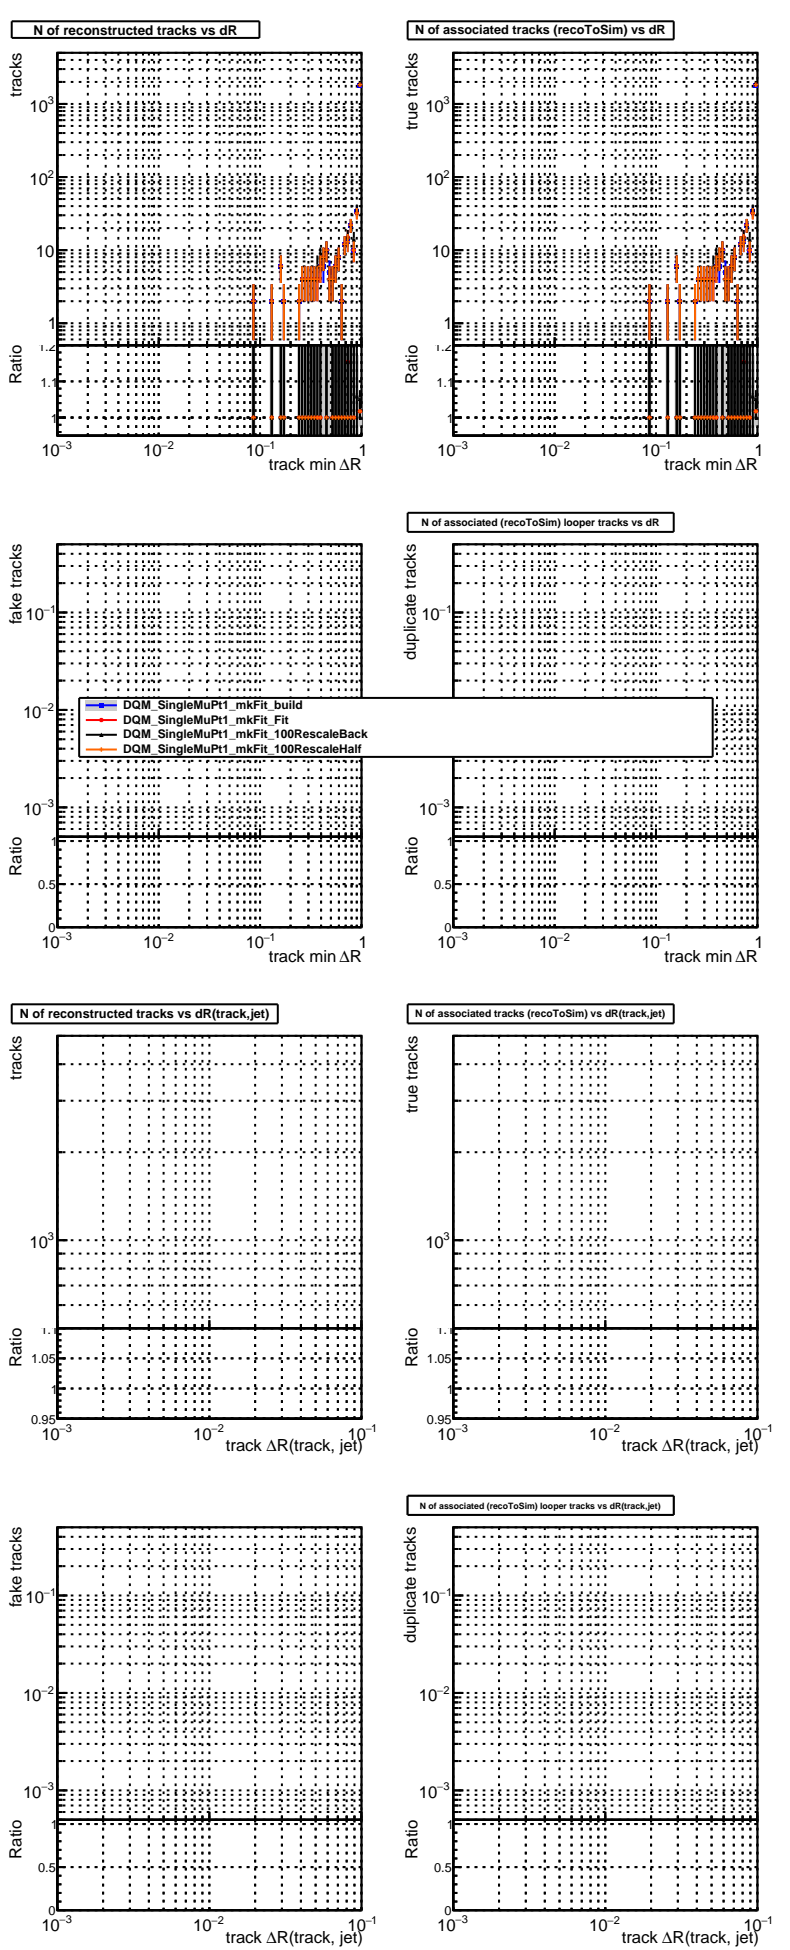 N of reconstructed tracks vs dR
N of associated tracks (recoToSim) vs dR
tracks
10³
10²
10
1
Ratio
1.2
1.1
1
10⁻³ 10⁻² 10⁻¹ 1
track min ΔR
true tracks
10³
10²
10
1
Ratio
1.2
1.1
1
10⁻³ 10⁻² 10⁻¹ 1
track min ΔR
N of associated (recoToSim) looper tracks vs dR
fake tracks
10⁻¹
10⁻²
10⁻³
Ratio
1
0.5
0
10⁻³ 10⁻² 10⁻¹ 1
track min ΔR
duplicate tracks
10⁻¹
10⁻³
Ratio
1
0.5
0
10⁻³ 10⁻² 10⁻¹ 1
track min ΔR
DQM_SingleMuPt1_mkFit_build
DQM_SingleMuPt1_mkFit_Fit
DQM_SingleMuPt1_mkFit_100RescaleBack
DQM_SingleMuPt1_mkFit_100RescaleHalf
N of reconstructed tracks vs dR(track,jet)
N of associated tracks (recoToSim) vs dR(track,jet)
tracks
10³
Ratio
1.1
1.05
1
0.95
10⁻³ 10⁻² 10⁻¹
track ΔR(track, jet)
true tracks
10³
Ratio
1.1
1.05
1
0.95
10⁻³ 10⁻² 10⁻¹
track ΔR(track, jet)
N of associated (recoToSim) looper tracks vs dR(track,jet)
fake tracks
10⁻¹
10⁻²
10⁻³
Ratio
1
0.5
0
10⁻³ 10⁻² 10⁻¹
track ΔR(track, jet)
duplicate tracks
10⁻¹
10⁻²
10⁻³
Ratio
1
0.5
0
10⁻³ 10⁻² 10⁻¹
track ΔR(track, jet)